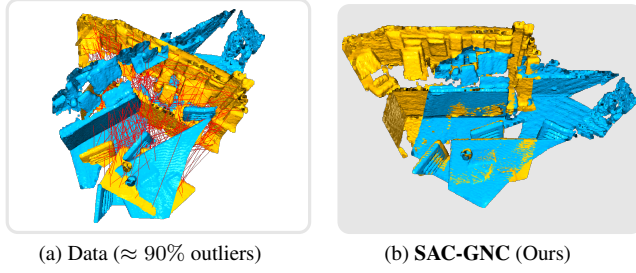 (a) Data (≈ 90% outliers)
(b) SAC-GNC (Ours)